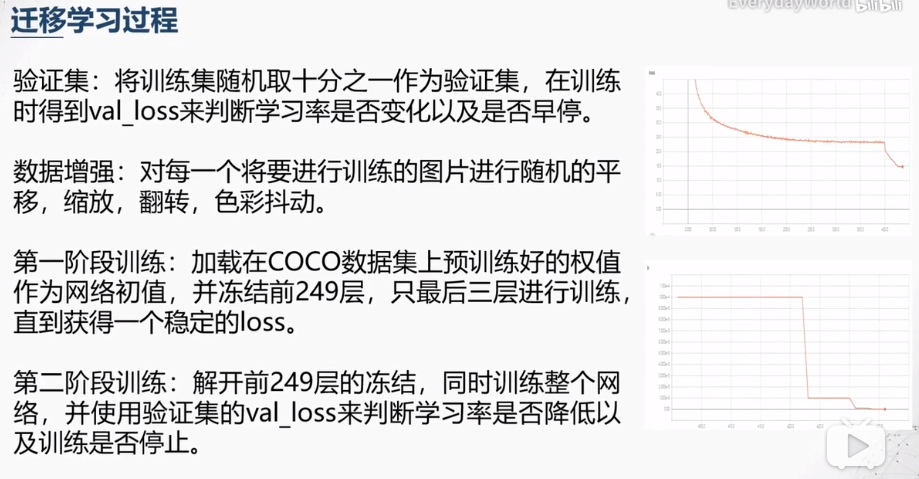 迁移学习过程
EverydayWorld bilibili
验证集：将训练集随机取十分之一作为验证集，在训练
时得到val_loss来判断学习率是否变化以及是否早停。
数据增强：对每一个将要进行训练的图片进行随机的平
移，缩放，翻转，色彩抖动。
第一阶段训练：加载在COCO数据集上预训练好的权值
作为网络初值，并冻结前249层，只最后三层进行训练，
直到获得一个稳定的loss。
第二阶段训练：解开前249层的冻结，同时训练整个网
络，并使用验证集的val_loss来判断学习率是否降低以
及训练是否停止。